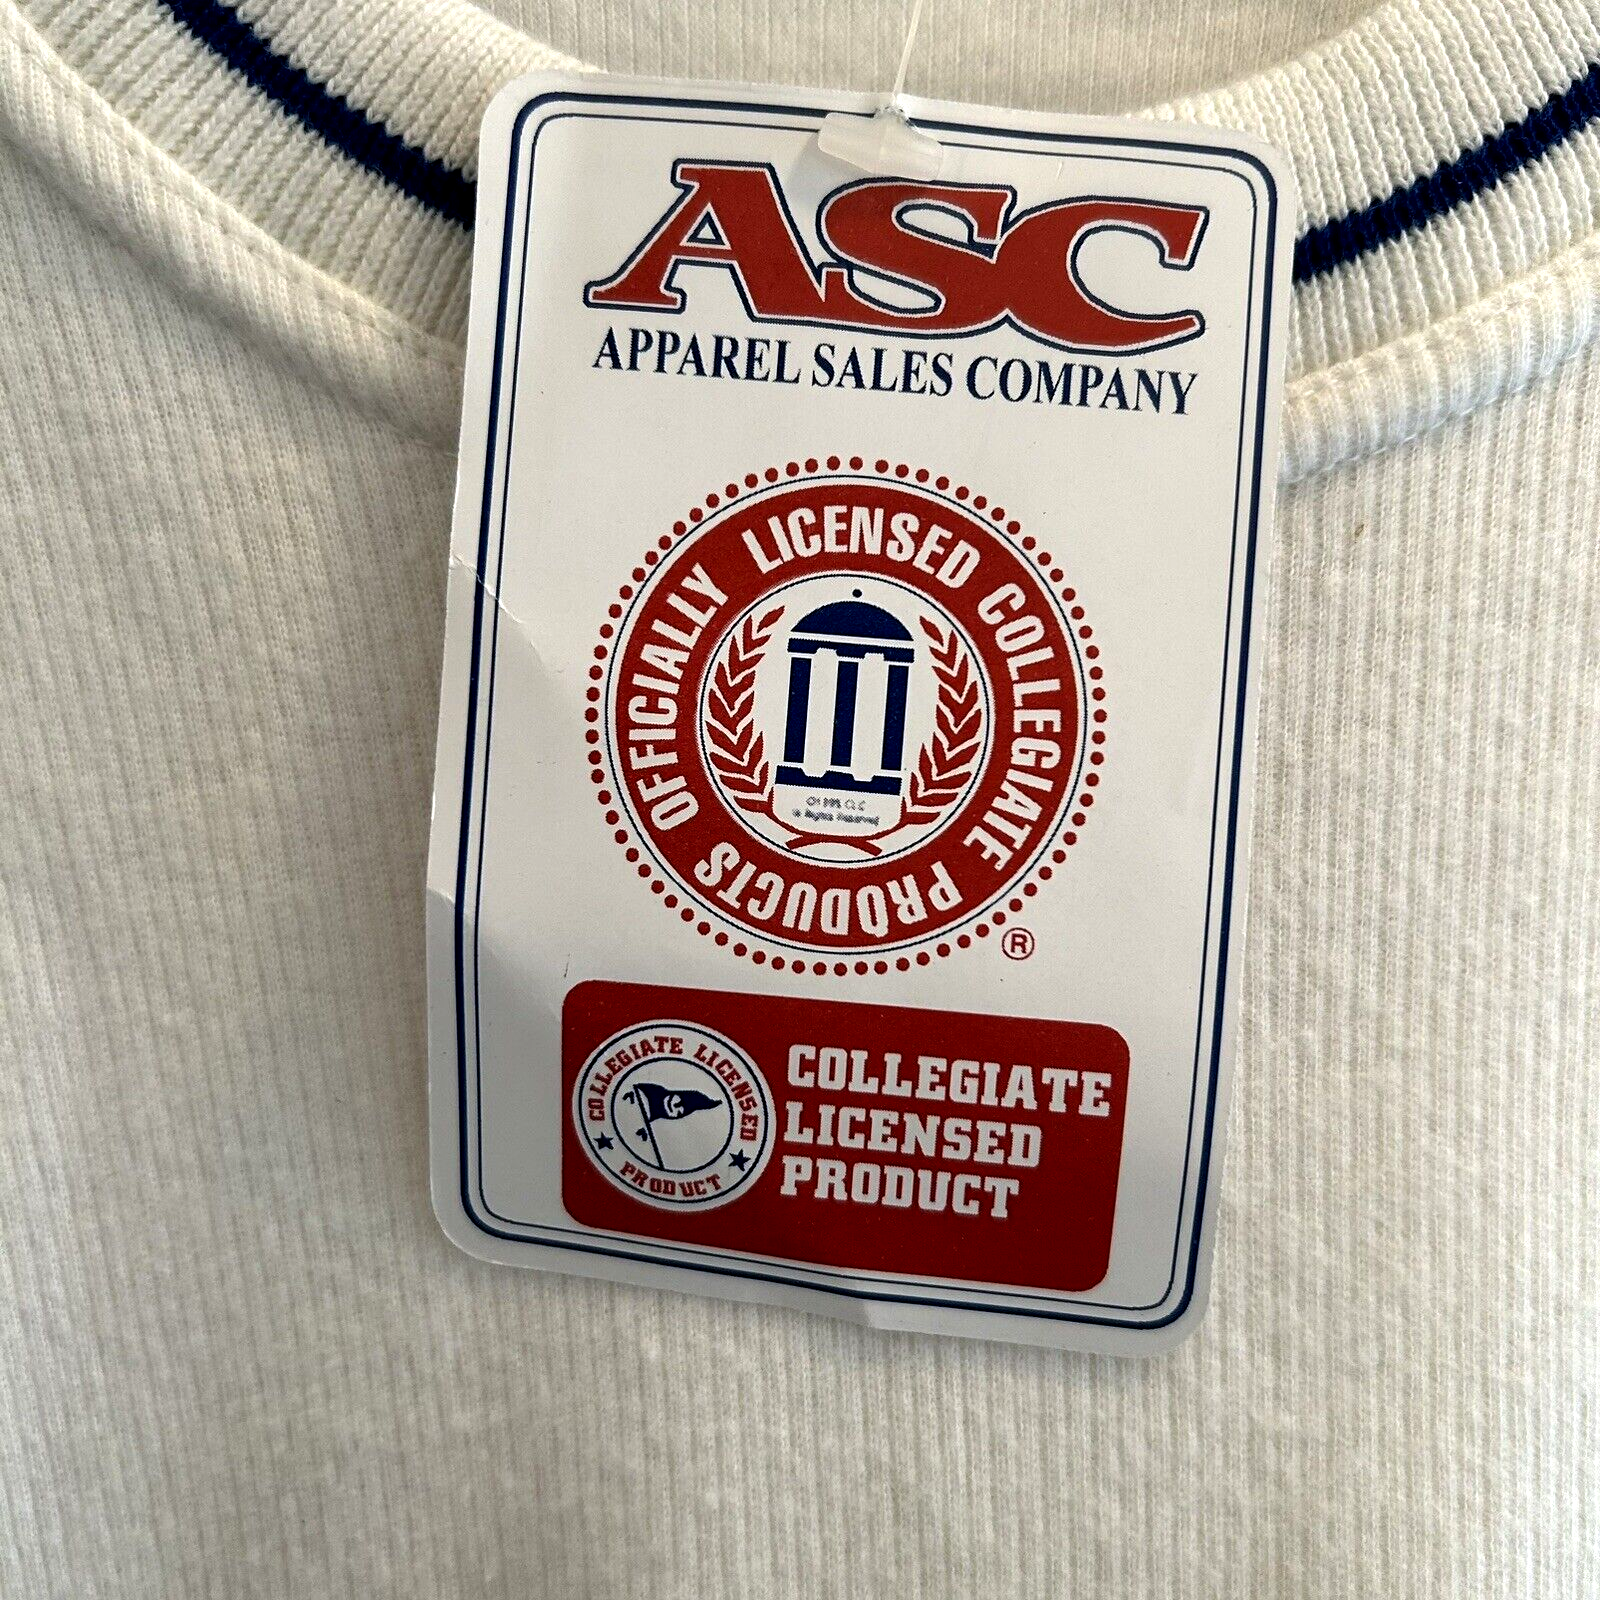 ASC
APPAREL SALES COMPANY
OFFICIALLY LICENSED COLLEGIATE PRODUCTS
®
COLLEGIATE LICENSED
PRODUCT
COLLEGIATE
LICENSED
PRODUCT